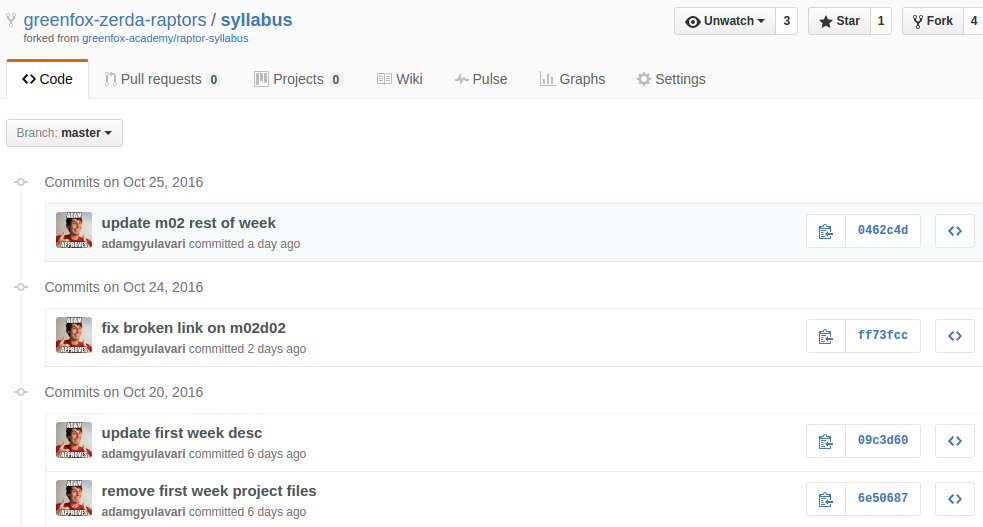 greenfox-zerda-raptors / syllabus
forked from greenfox-academy/raptor-syllabus
Unwatch 3 Star 1 Fork 4
Code Pull requests 0 Projects 0 Wiki Pulse Graphs Settings
Branch: master
Commits on Oct 25, 2016
ADAM
APPROVES
update m02 rest of week
adamgyulavari committed a day ago
0462c4d
Commits on Oct 24, 2016
ADAM
APPROVES
fix broken link on m02d02
adamgyulavari committed 2 days ago
ff73fcc
Commits on Oct 20, 2016
ADAM
APPROVES
update first week desc
adamgyulavari committed 6 days ago
09c3d60
ADAM
APPROVES
remove first week project files
adamgyulavari committed 6 days ago
6e50687